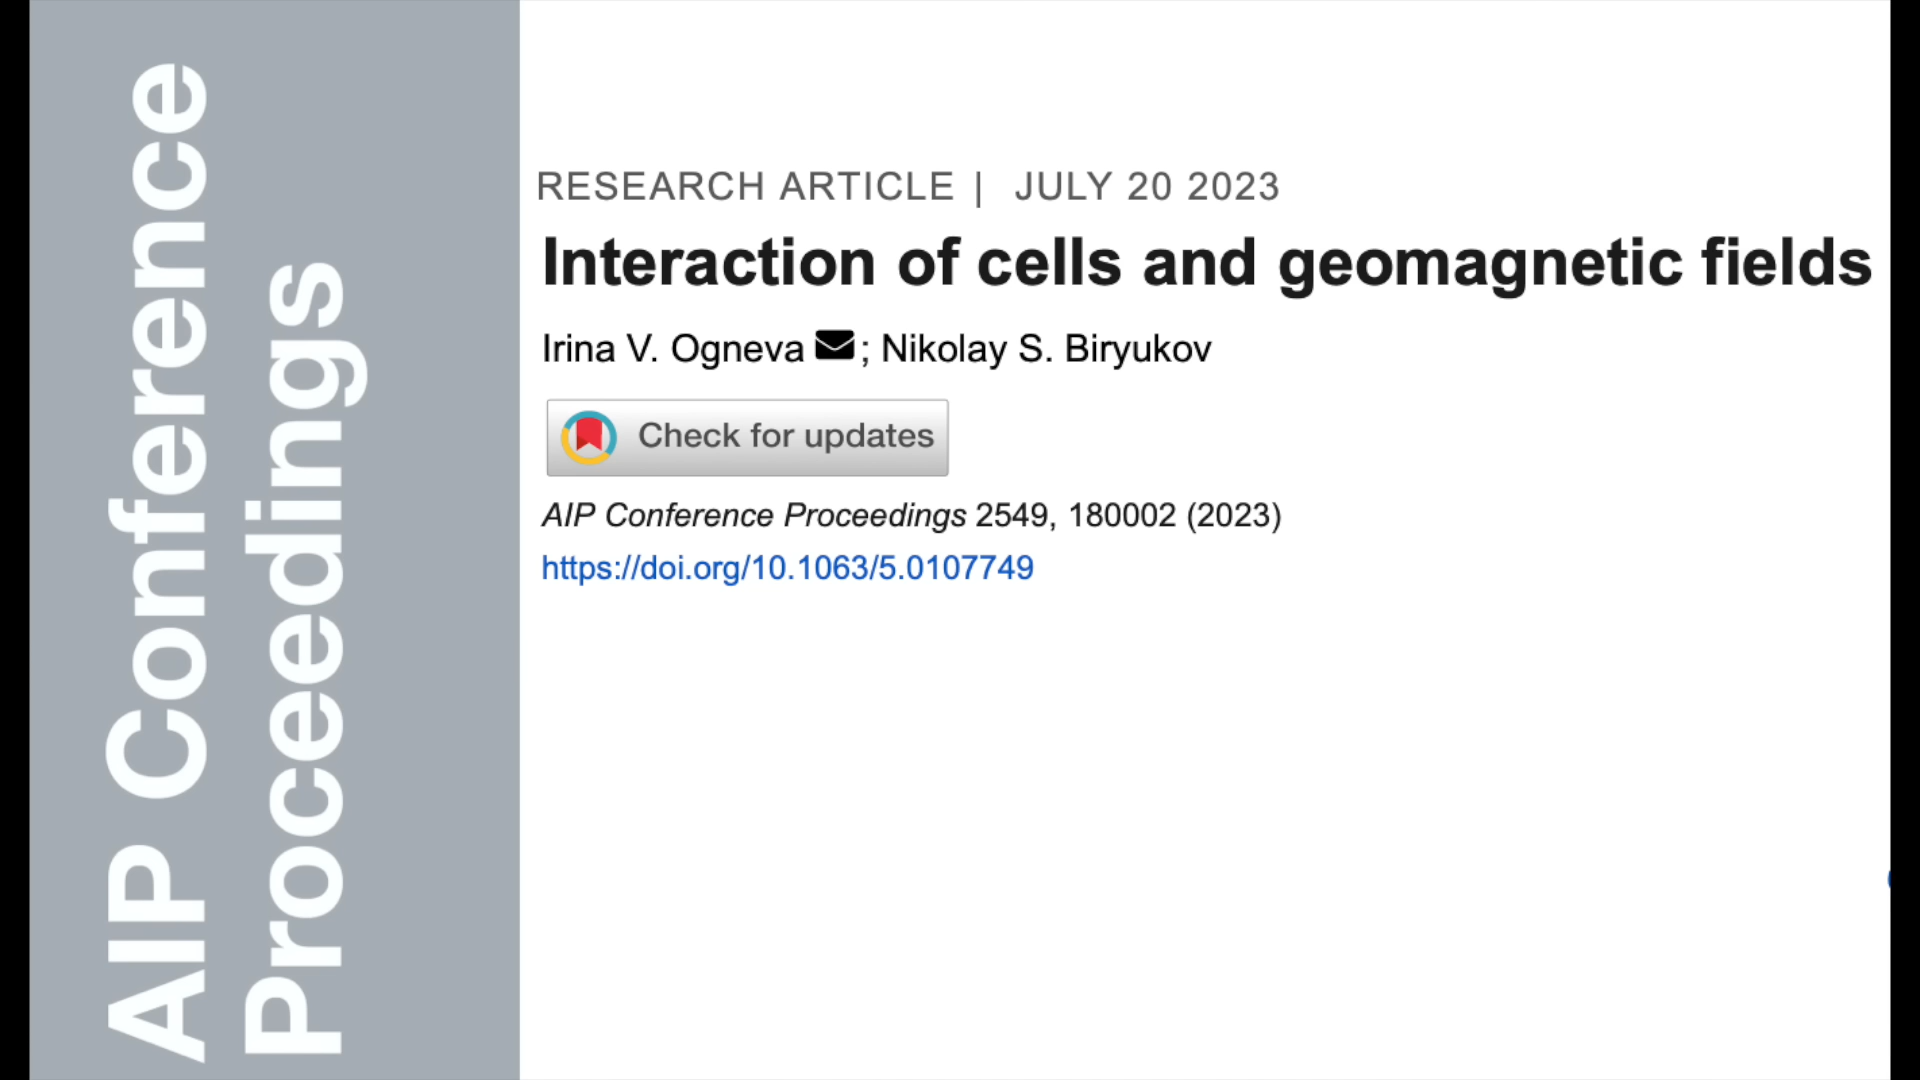 AIP Conference
Proceedings
RESEARCH ARTICLE | JULY 20 2023
Interaction of cells and geomagnetic fields
Irina V. Ogneva ; Nikolay S. Biryukov
Check for updates
AIP Conference Proceedings 2549, 180002 (2023)
https://doi.org/10.1063/5.0107749